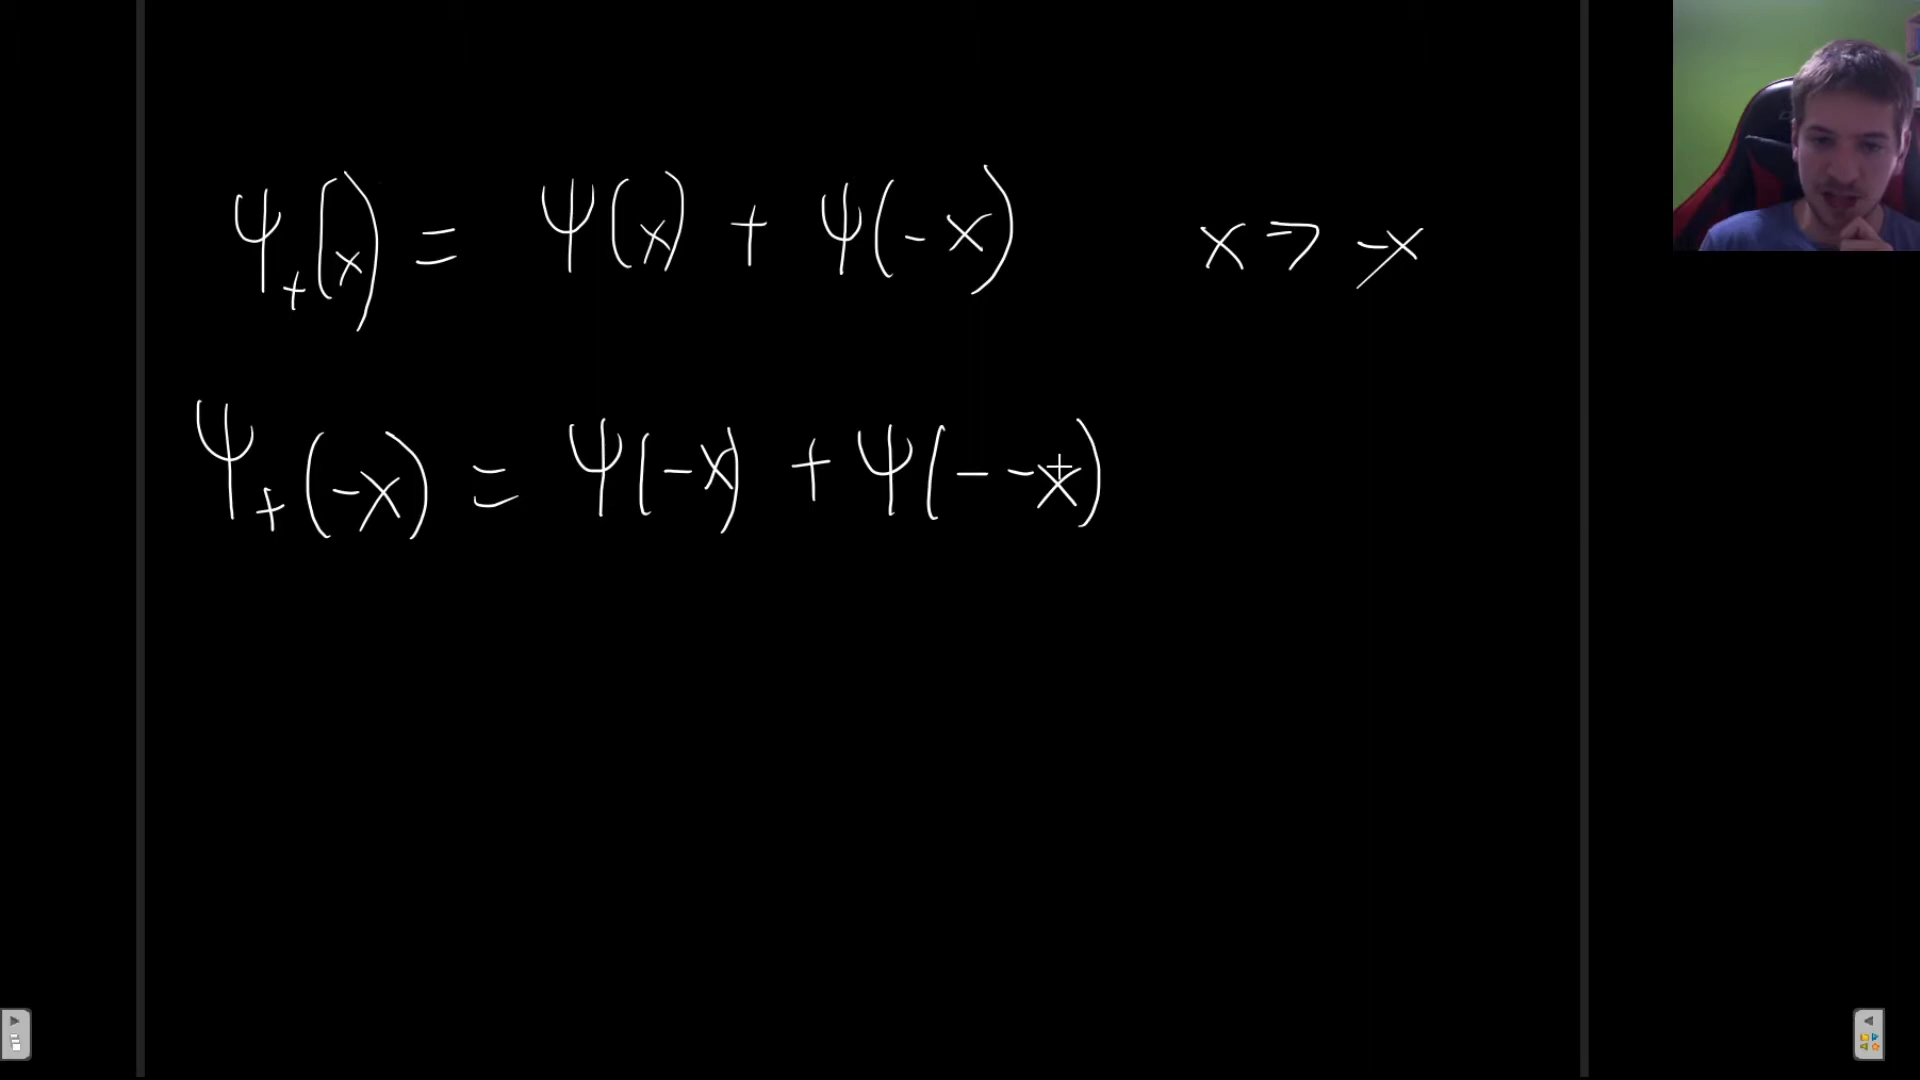 ψ₊(x) = ψ(x) + ψ(-x) x → -x
ψ₊(-x) = ψ(-x) + ψ(--x)